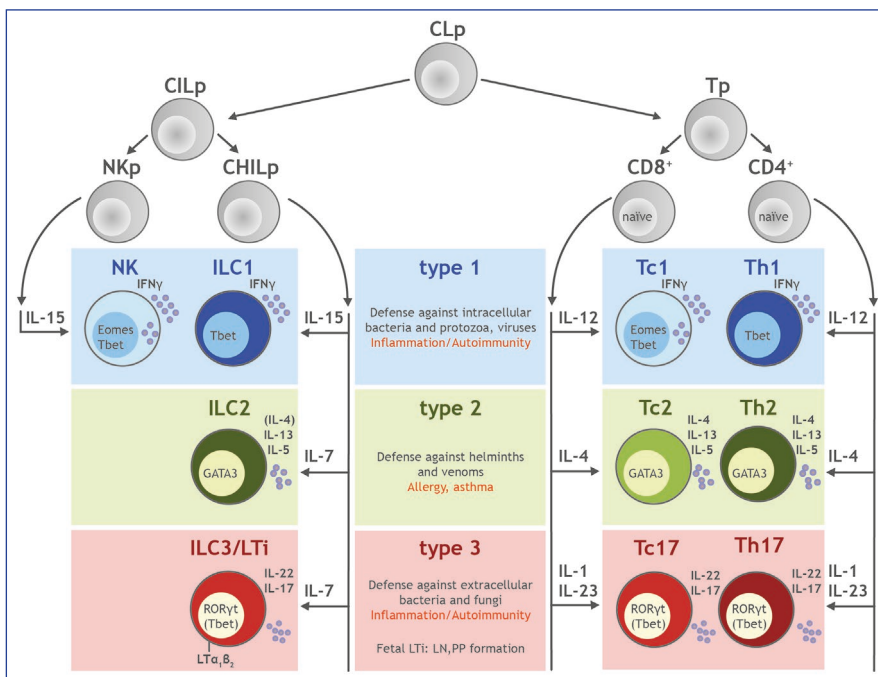 CLp
CILp
Tp
NKp
CHILp
CD8⁺
CD4⁺
naïve
naïve
NK
ILC1
type 1
Tc1
Th1
IFNγ
IFNγ
IFNγ
IFNγ
IL-15
Eomes
Tbet
Tbet
IL-15
Defense against intracellular
bacteria and protozoa, viruses
Inflammation/Autoimmunity
IL-12
Eomes
Tbet
Tbet
IL-12
ILC2
type 2
Tc2
Th2
(IL-4)
IL-13
IL-5
GATA3
IL-7
Defense against helminths
and venoms
Allergy, asthma
IL-4
GATA3
IL-4
IL-13
IL-5
GATA3
IL-4
IL-13
IL-5
IL-4
ILC3/LTi
type 3
Tc17
Th17
IL-22
IL-17
RORγt
(Tbet)
LTα₁β₂
IL-7
Defense against extracellular
bacteria and fungi
Inflammation/Autoimmunity
Fetal LTi: LN,PP formation
IL-1
IL-23
RORγt
(Tbet)
IL-22
IL-17
RORγt
(Tbet)
IL-22
IL-17
IL-1
IL-23